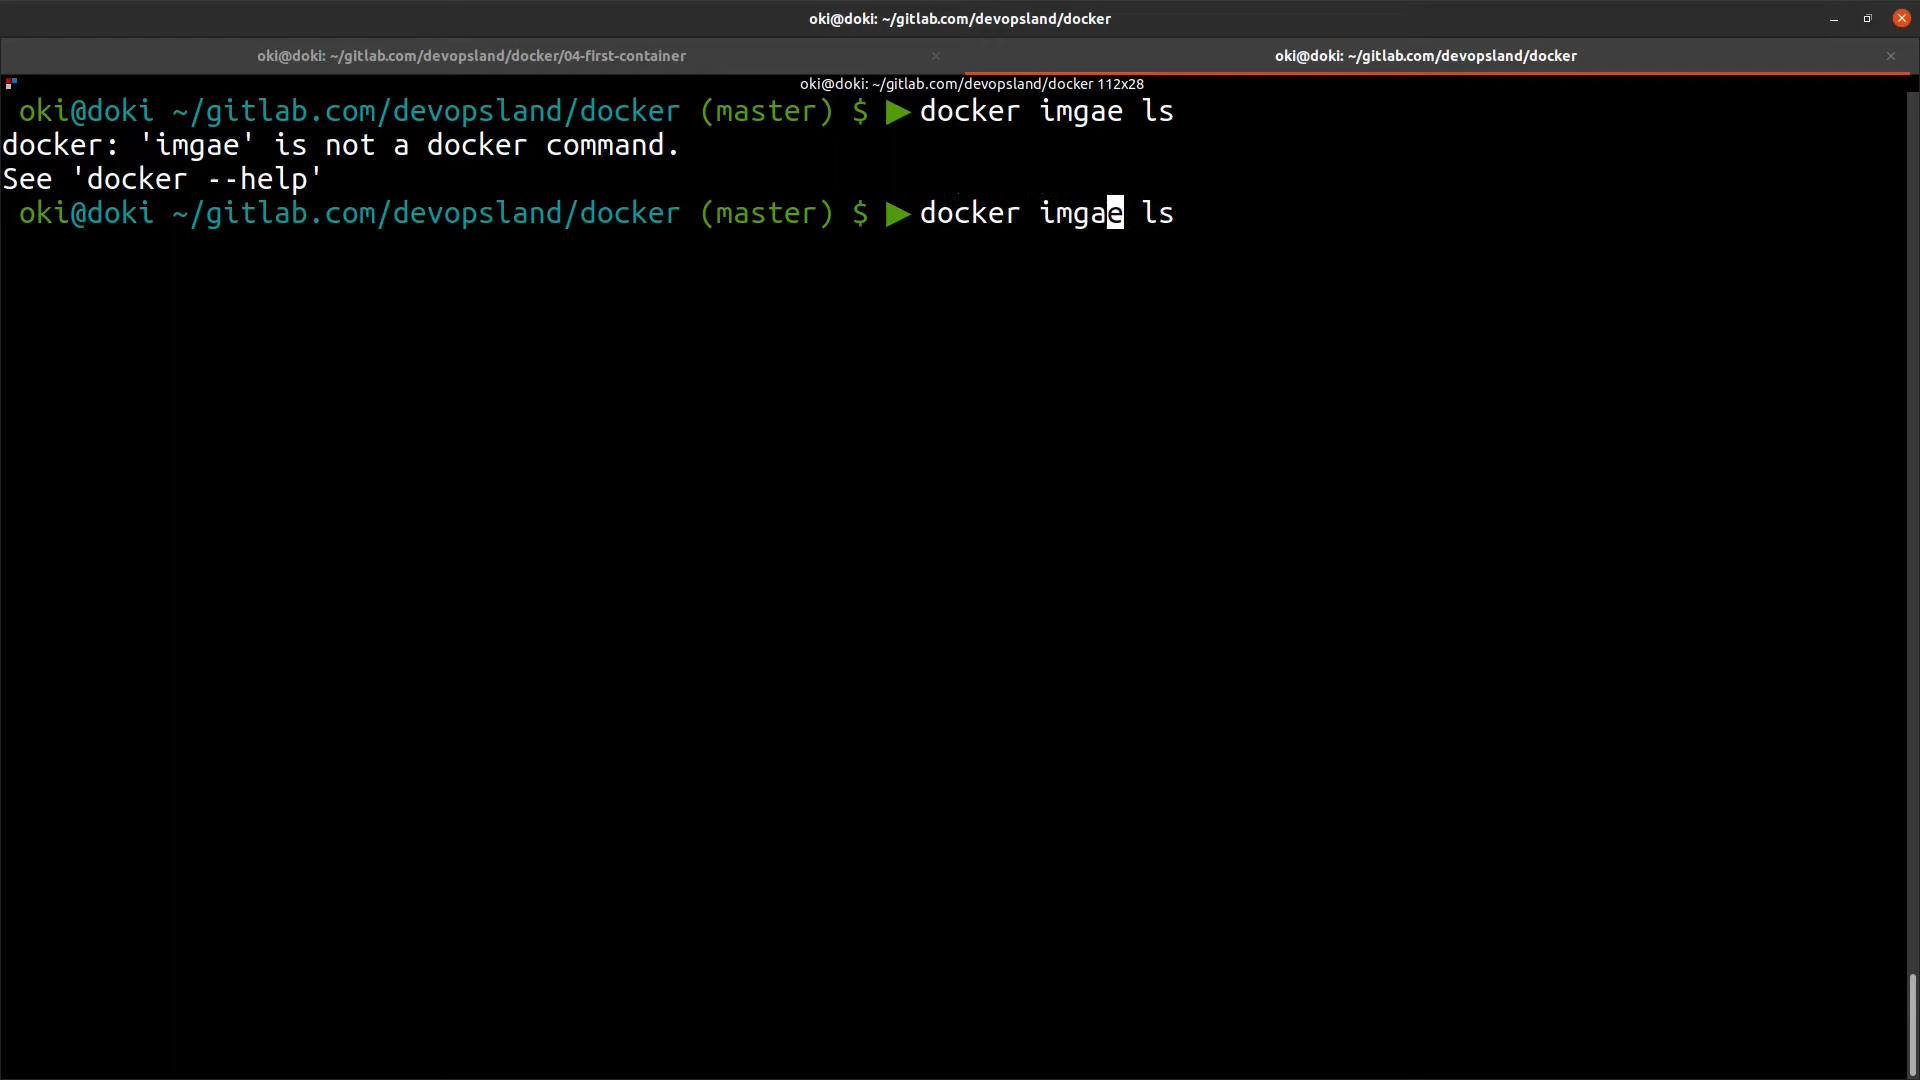 oki@doki: ~/gitlab.com/devopsland/docker
oki@doki: ~/gitlab.com/devopsland/docker/04-first-container
oki@doki: ~/gitlab.com/devopsland/docker
oki@doki: ~/gitlab.com/devopsland/docker 112x28
oki@doki ~/gitlab.com/devopsland/docker (master) $ ▶ docker imgae ls
docker: 'imgae' is not a docker command.
See 'docker --help'
oki@doki ~/gitlab.com/devopsland/docker (master) $ ▶ docker imgae ls